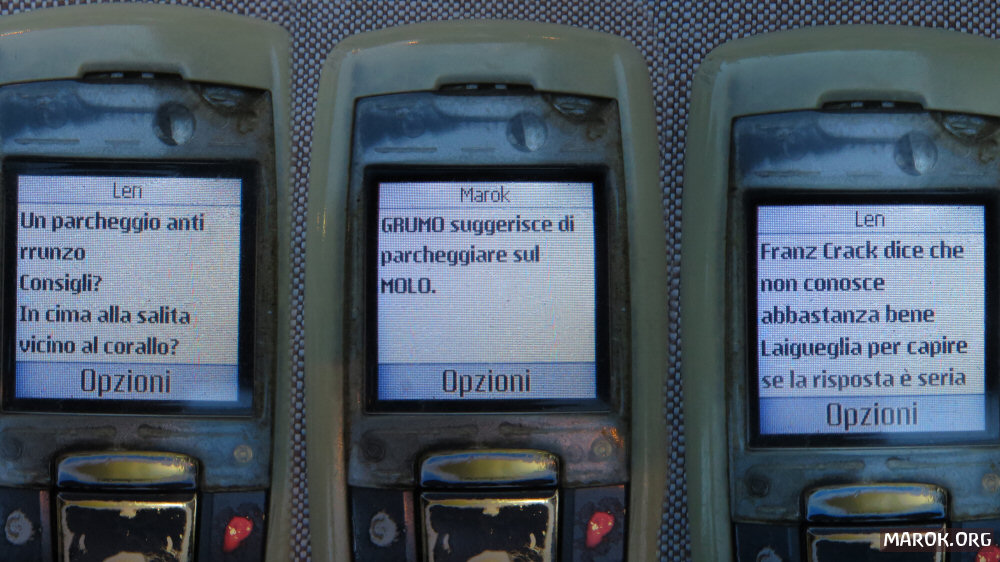 Len
Un parcheggio anti
rrunzo
Consigli?
In cima alla salita
vicino al corallo?
Opzioni
Marok
GRUMO suggerisce di
parcheggiare sul
MOLO.
Opzioni
Len
Franz Crack dice che
non conosce
abbastanza bene
Laigueglia per capire
se la risposta è seria
Opzioni
MAROK.ORG